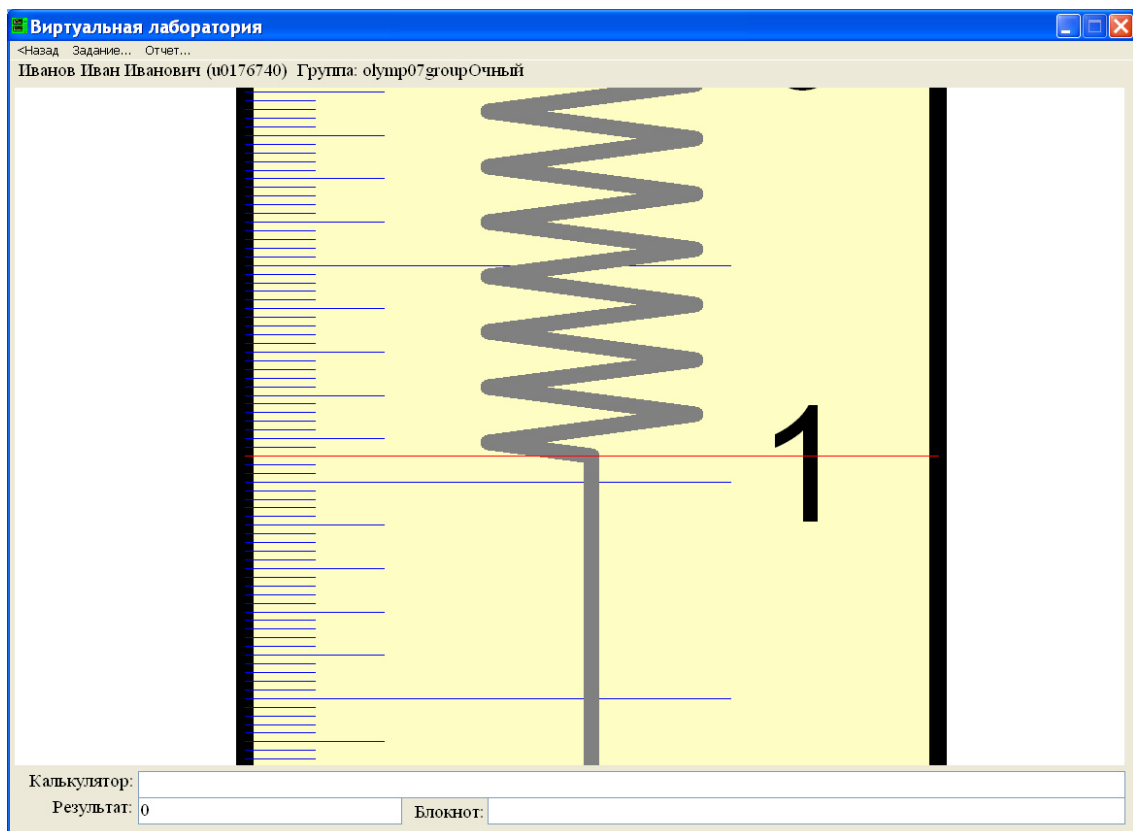 Виртуальная лаборатория
<Назад Задание... Отчет...
Иванов Иван Иванович (u0176740) Группа: olymp07groupОчный
1
Калькулятор:
Результат: 0 Блокнот: